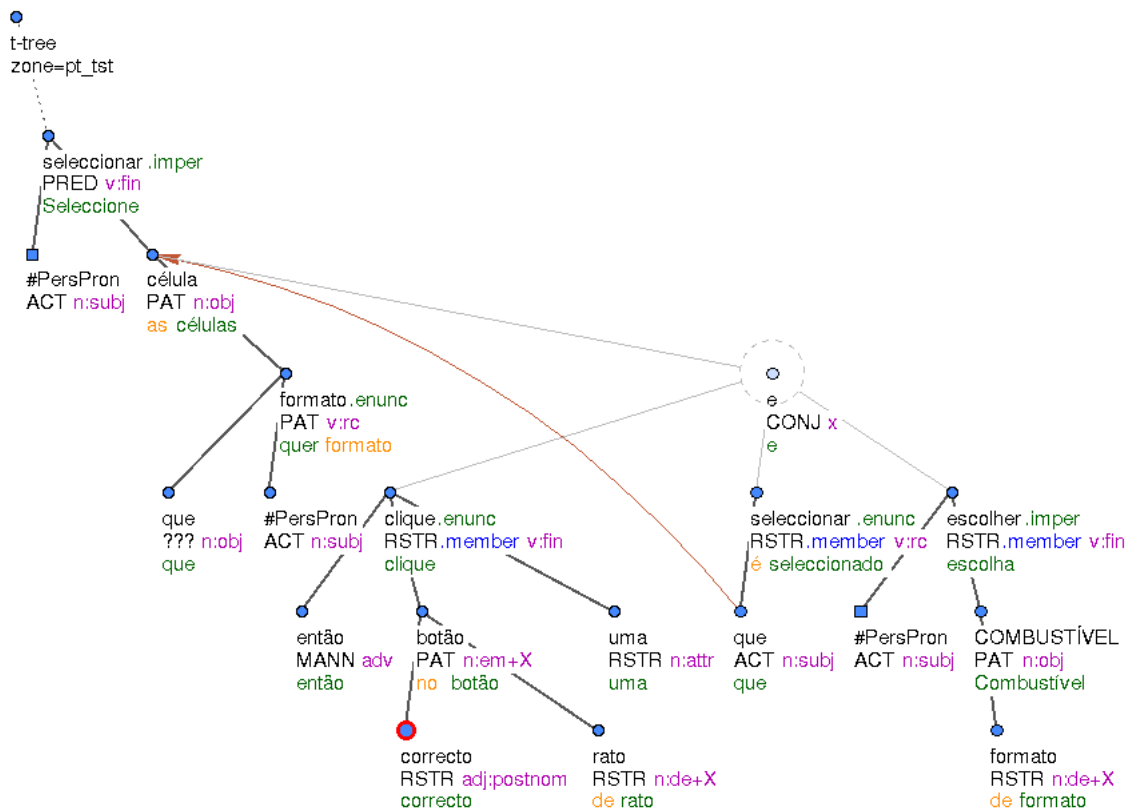 t-tree
zone=pt_tst
seleccionar .imper
PRED v:fin
Seleccione
#PersPron
ACT n:subj
célula
PAT n:obj
as células
formato.enunc
PAT v:rc
quer formato
e
CONJ x
e
que
??? n:obj
que
#PersPron
ACT n:subj
clique.enunc
RSTR.member v:fin
clique
seleccionar .enunc
RSTR.member v:rc
é seleccionado
escolher.imper
RSTR.member v:fin
escolha
então
MANN adv
então
botão
PAT n:em+X
no botão
uma
RSTR n:attr
uma
que
ACT n:subj
que
#PersPron
ACT n:subj
COMBUSTÍVEL
PAT n:obj
Combustível
correcto
RSTR adj:postnom
correcto
rato
RSTR n:de+X
de rato
formato
RSTR n:de+X
de formato